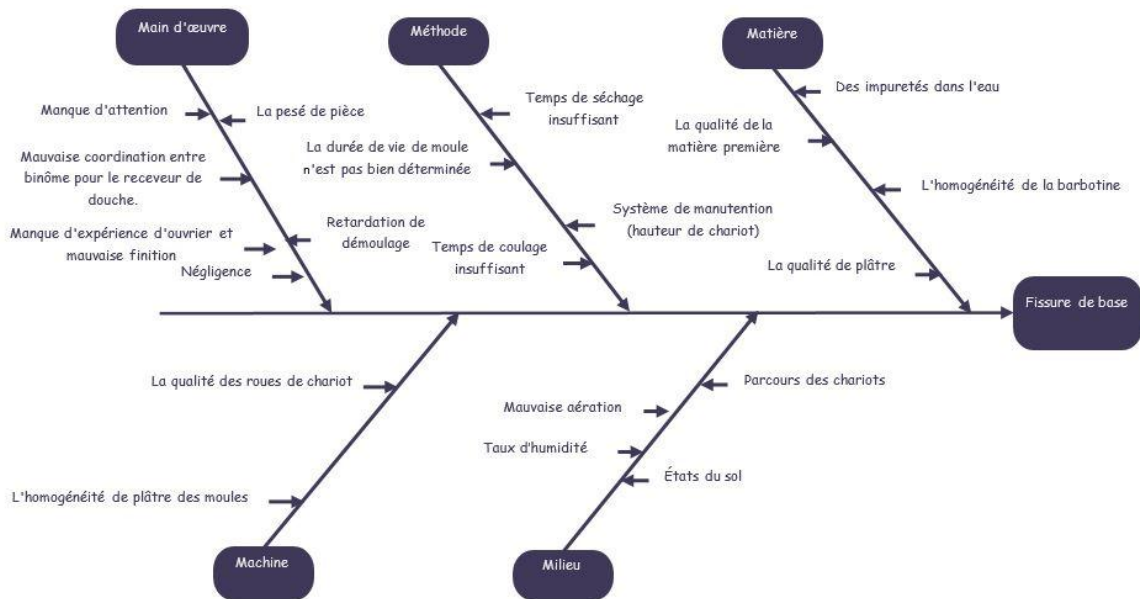 Main d'œuvre
Méthode
Matière
Manque d'attention
La pesé de pièce
Mauvaise coordination entre
binôme pour le receveur de
douche.
Manque d'expérience d'ouvrier et
mauvaise finition
Retardation de
démoulage
Négligence
Temps de séchage
insuffisant
La durée de vie de moule
n'est pas bien déterminée
Système de manutention
(hauteur de chariot)
Temps de coulage
insuffisant
Des impuretés dans l'eau
La qualité de la
matière première
L'homogénéité de la barbotine
La qualité de plâtre
Fissure de base
La qualité des roues de chariot
L'homogénéité de plâtre des moules
Parcours des chariots
Mauvaise aération
Taux d'humidité
États du sol
Machine
Milieu